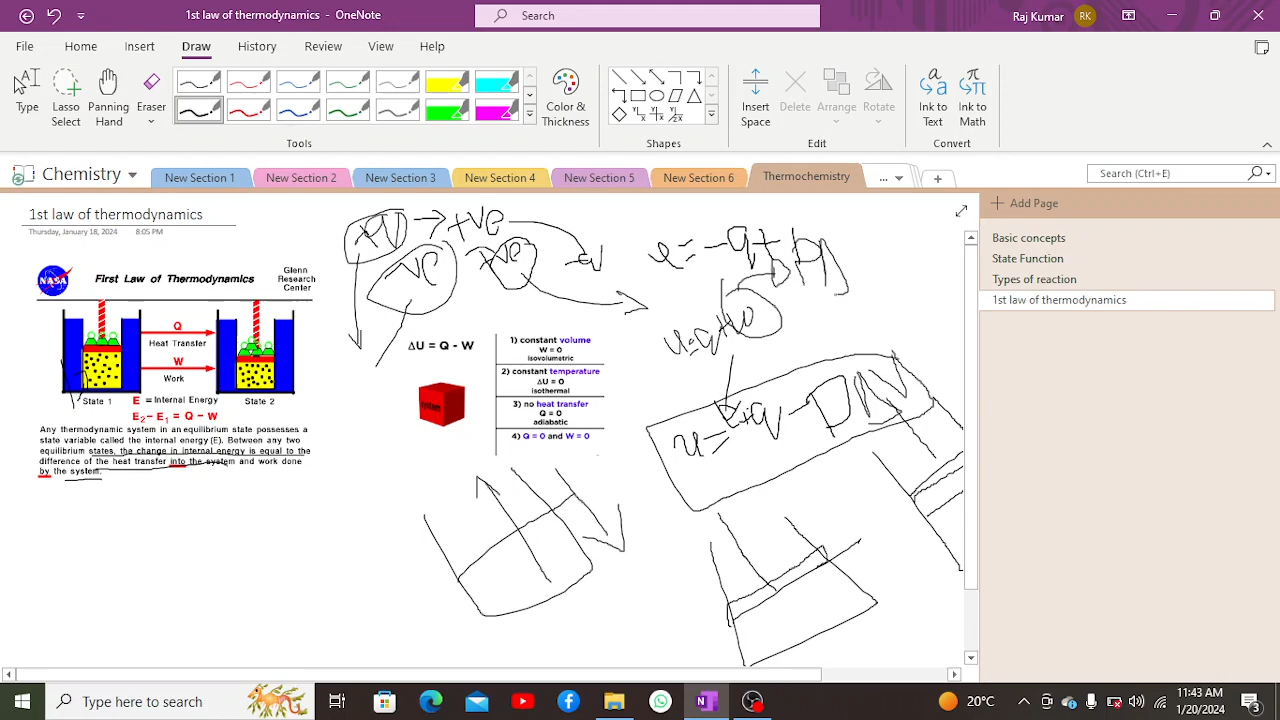 Search
Raj Kumar
RK
File
Home
Insert
Draw
History
Review
View
Help
Type
Lasso Select
Panning Hand
Eraser
Color & Thickness
Insert Space
Delete
Arrange
Rotate
Ink to Text
Ink to Math
Tools
Shapes
Edit
Convert
Chemistry
New Section 1
New Section 2
New Section 3
New Section 4
New Section 5
New Section 6
Thermochemistry
...
Search (Ctrl+E)
Add Page
Basic concepts
State Function
Types of reaction
1st law of thermodynamics
1st law of thermodynamics
Thursday, January 18, 2024 8:05 PM
NASA
First Law of Thermodynamics
Glenn
Research
Center
Q
Heat Transfer
W
Work
State 1
E = Internal Energy
State 2
E₂ – E₁ = Q - W
Any thermodynamic system in an equilibrium state possesses a
state variable called the internal energy (E). Between any two
equilibrium states, the change in internal energy is equal to the
difference of the heat transfer into the system and work done
by the system.
+ve
ΔU = Q - W
system
1) constant volume
W = 0
isovolumetric
2) constant temperature
ΔU = 0
isothermal
3) no heat transfer
Q = 0
adiabatic
4) Q = 0 and W = 0
Type here to search
20°C
11:43 AM
1/20/2024
3